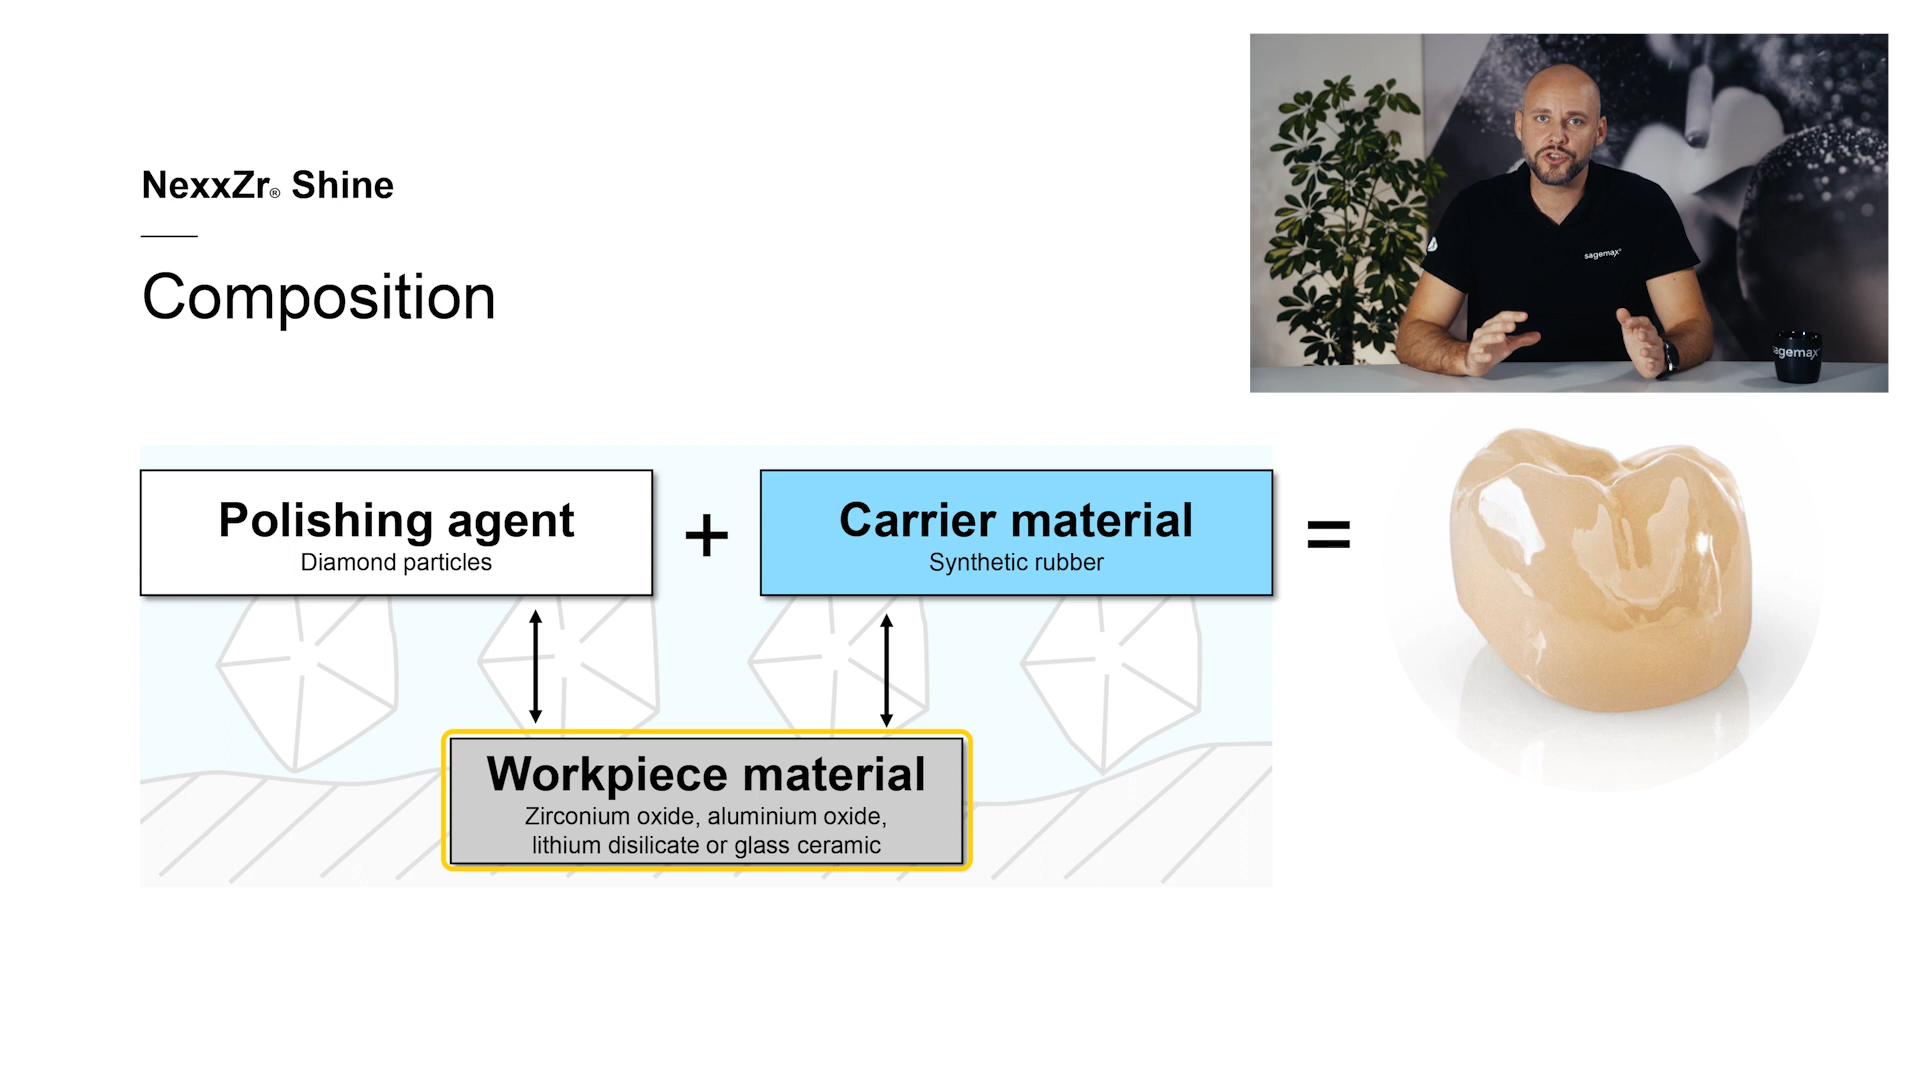 NexxZr® Shine
Composition
sagemax®
agemax®
Polishing agent
Diamond particles
+
Carrier material
Synthetic rubber
=
Workpiece material
Zirconium oxide, aluminium oxide,
lithium disilicate or glass ceramic